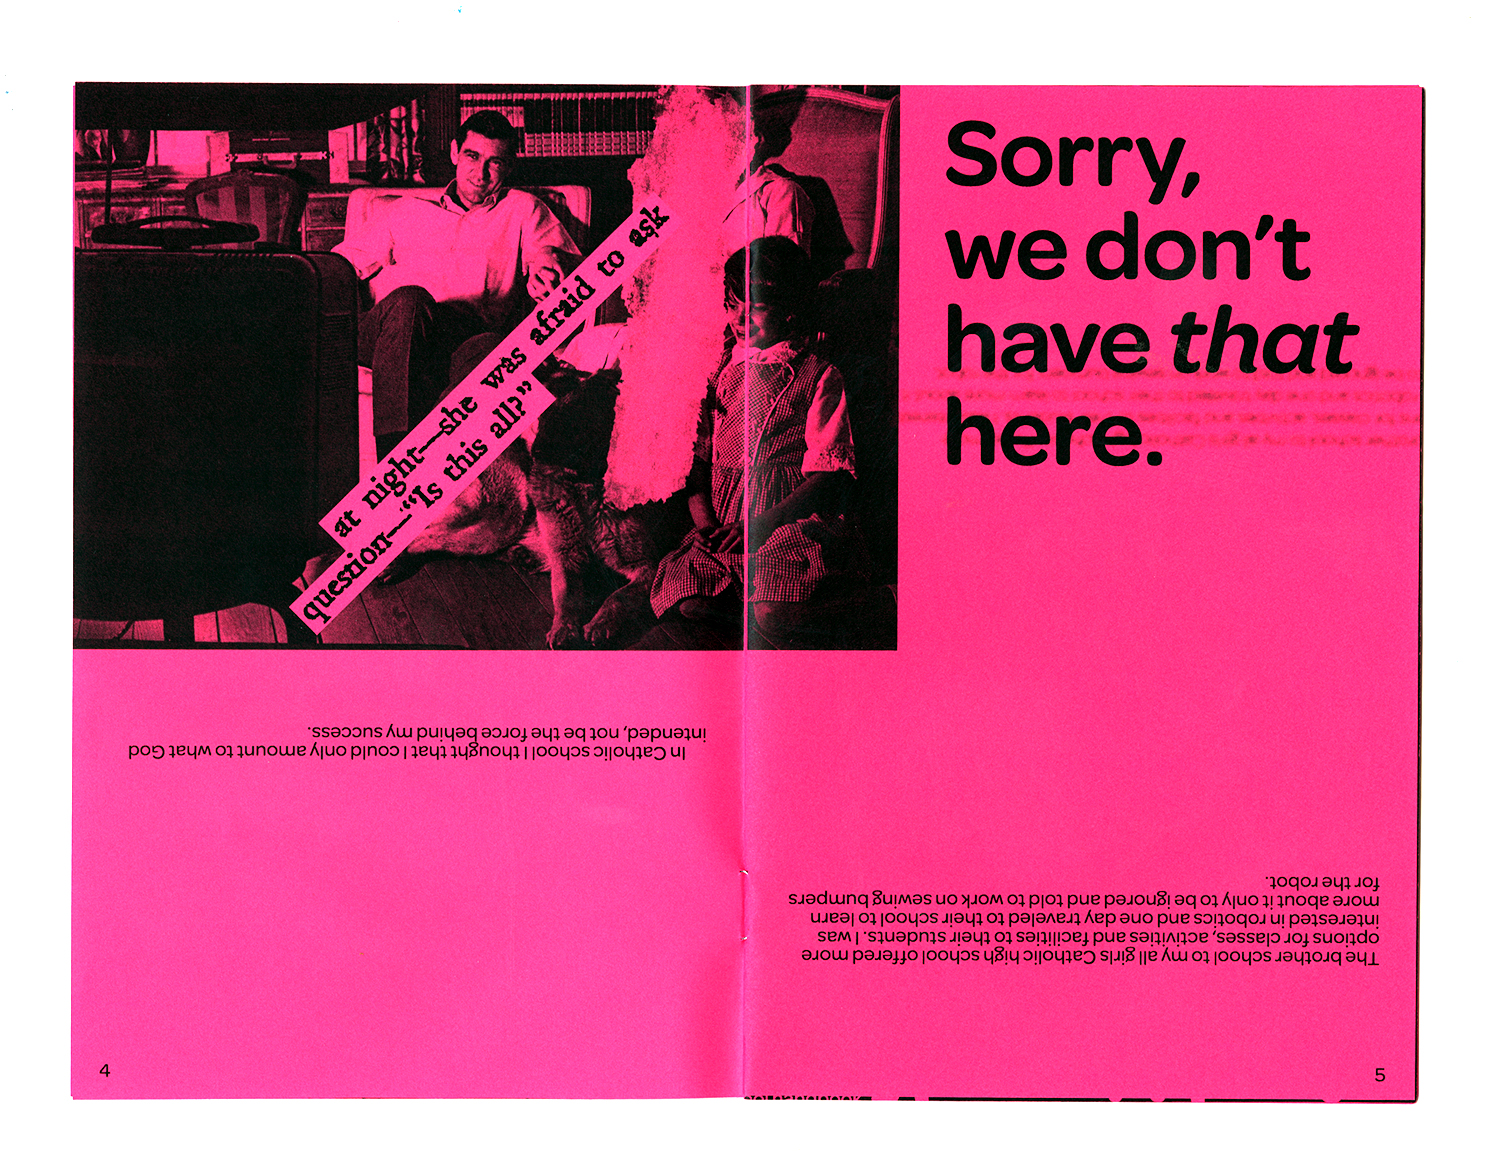 at night—she was afraid to ask
question—“Is this all?”
In Catholic school I thought that I could only amount to what God
intended, not be the force behind my success.
4
Sorry,
we don’t
have that
here.
The brother school to my all girls Catholic high school offered more
options for classes, activities and facilities to their students. I was
interested in robotics and one day traveled to their school to learn
more about it only to be ignored and told to work on sewing bumpers
for the robot.
5